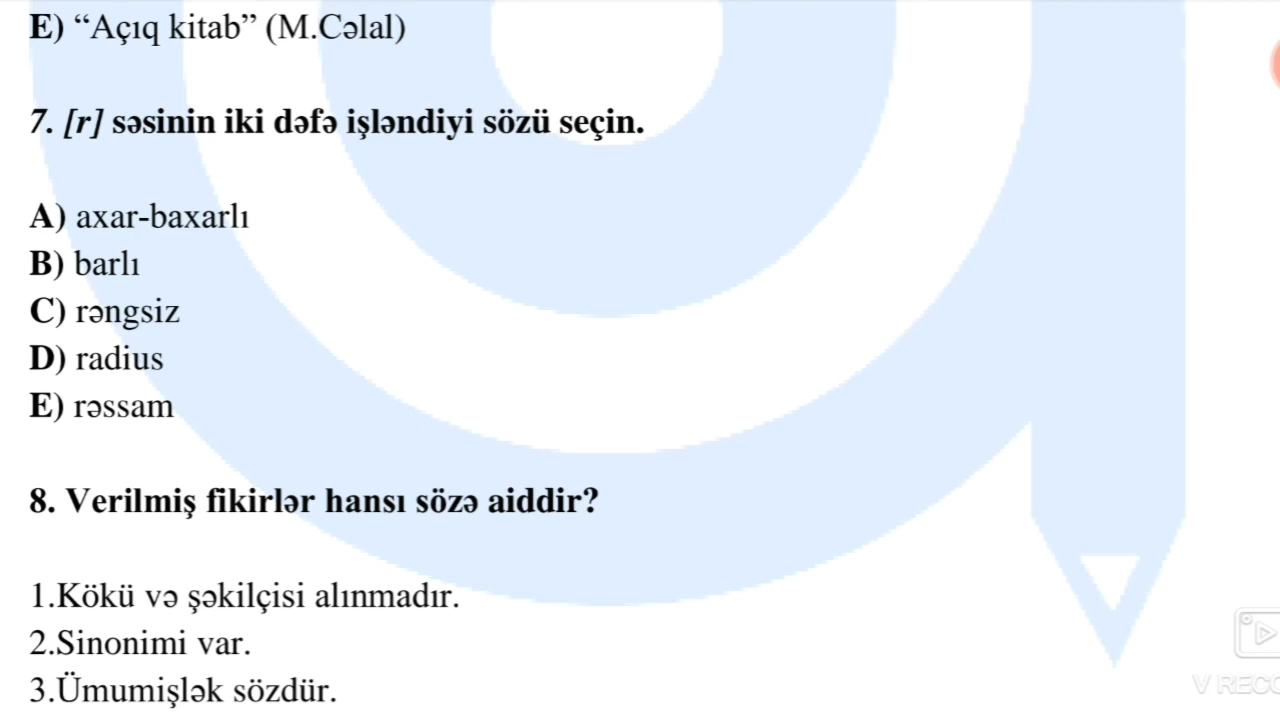 E) “Açıq kitab” (M.Cəlal)
7. [r] səsinin iki dəfə işləndiyi sözü seçin.
A) axar-baxarlı
B) barlı
C) rəngsiz
D) radius
E) rəssam
8. Verilmiş fikirlər hansı sözə aiddir?
1.Kökü və şəkilçisi alınmadır.
2.Sinonimi var.
3.Ümumişlək sözdür.